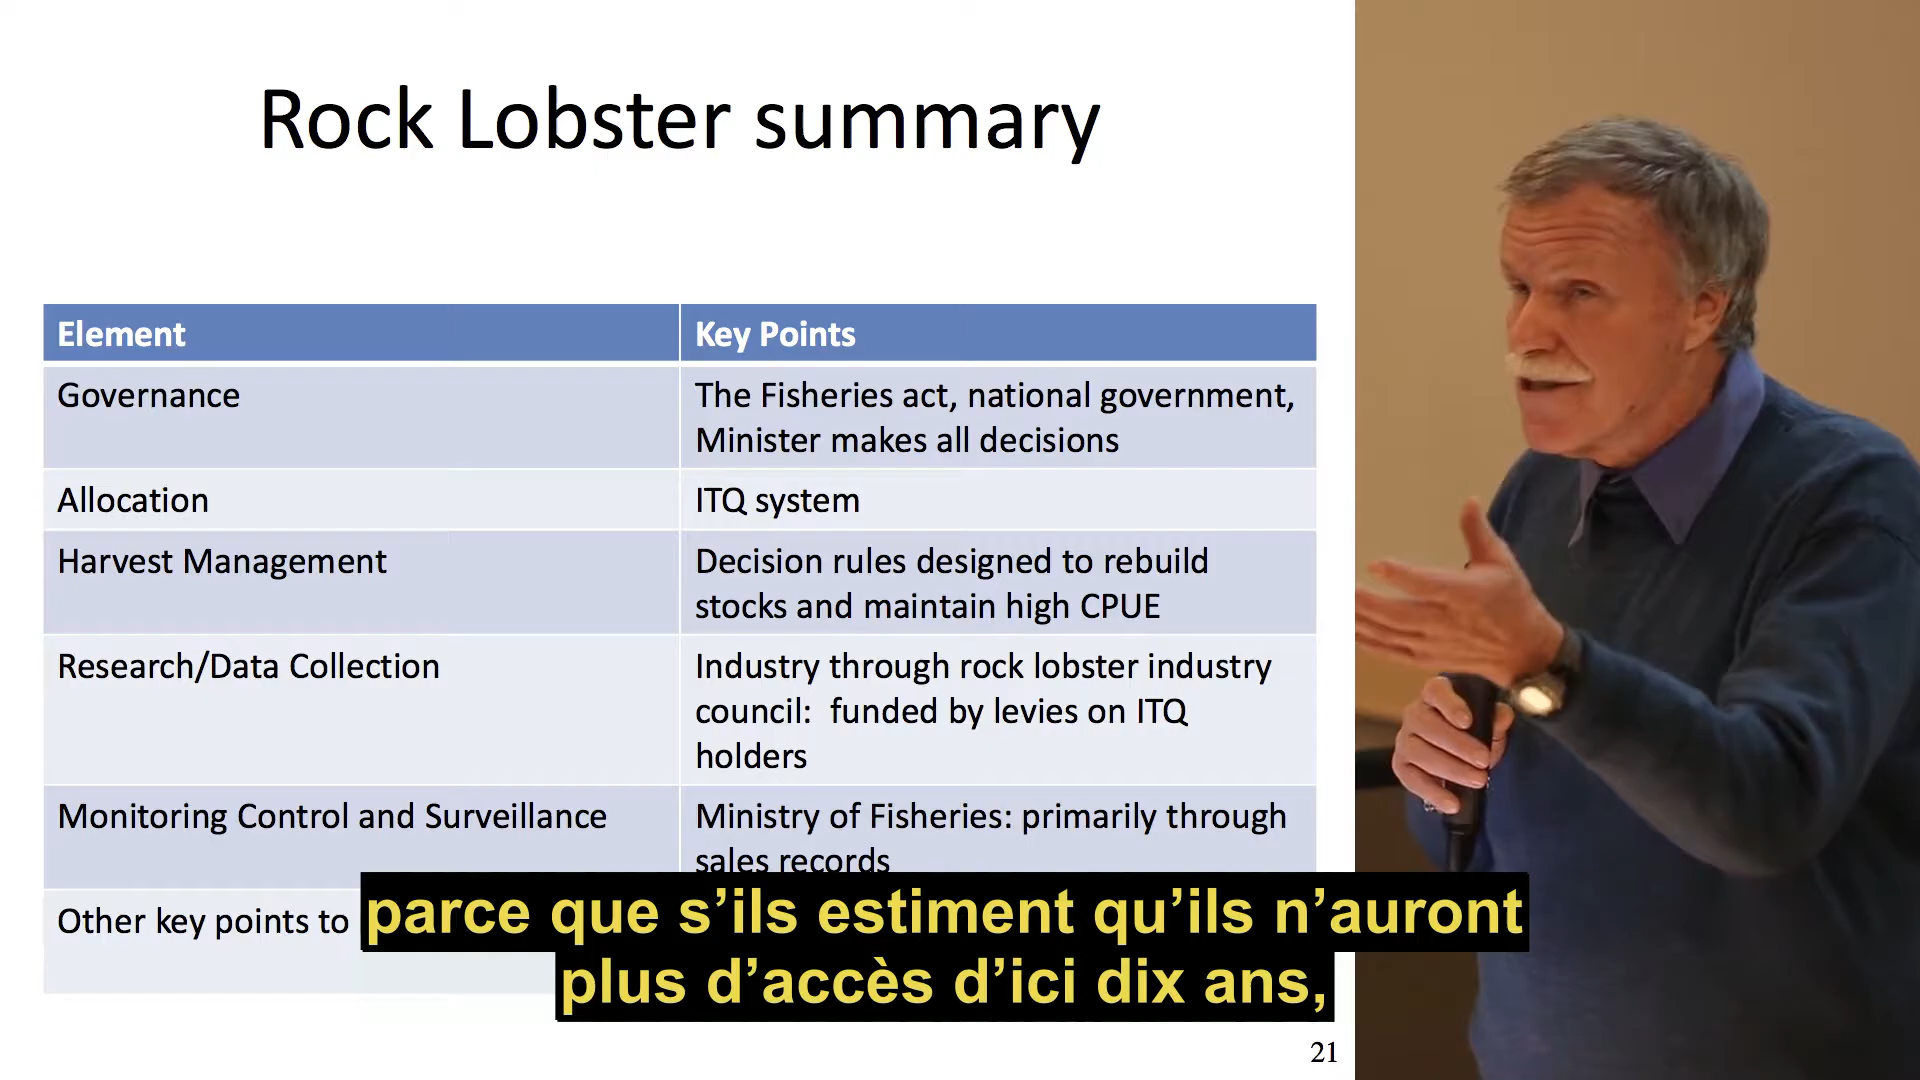 Rock Lobster summary
Element
Key Points
Governance
The Fisheries act, national government,
Minister makes all decisions
Allocation
ITQ system
Harvest Management
Decision rules designed to rebuild
stocks and maintain high CPUE
Research/Data Collection
Industry through rock lobster industry
council:  funded by levies on ITQ
holders
Monitoring Control and Surveillance
Ministry of Fisheries: primarily through
sales records
Other key points to
parce que s’ils estiment qu’ils n’auront
plus d’accès d’ici dix ans,
21